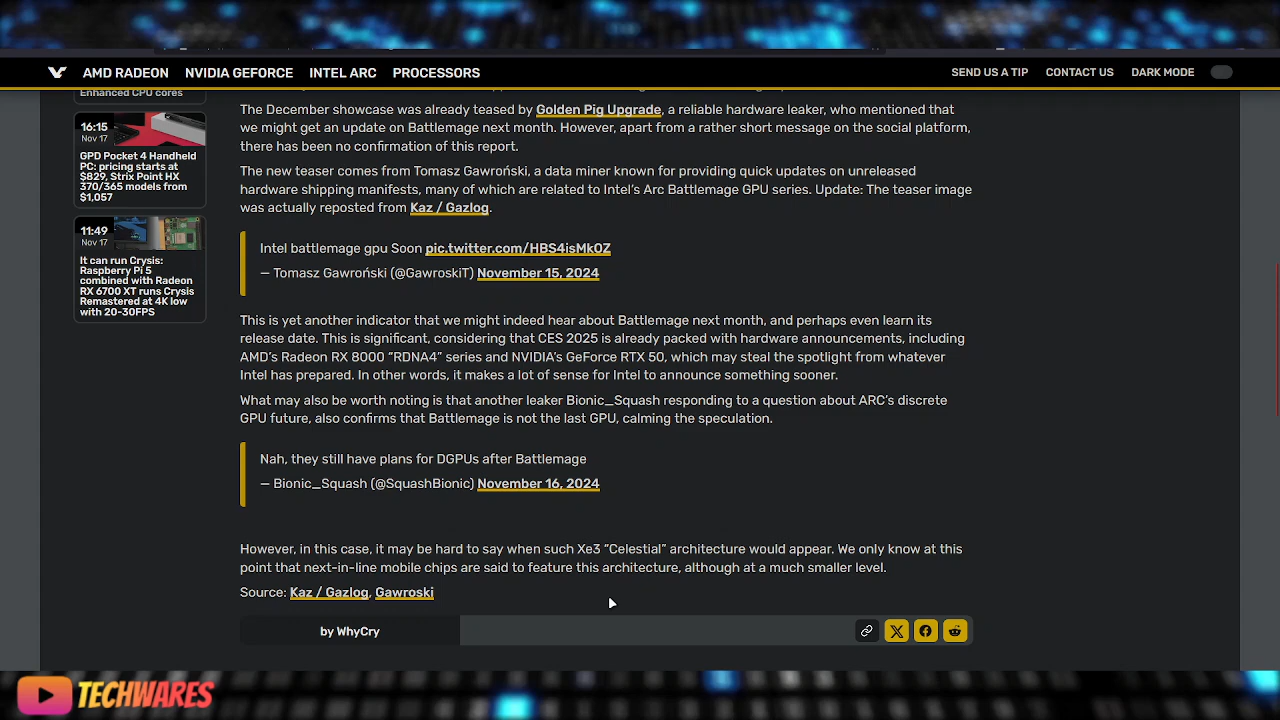 AMD RADEON NVIDIA GEFORCE INTEL ARC PROCESSORS
SEND US A TIP CONTACT US DARK MODE
Enhanced CPU cores
16:15
Nov 17
GPD Pocket 4 Handheld
PC: pricing starts at
$829, Strix Point HX
370/365 models from
$1,057
11:49
Nov 17
It can run Crysis:
Raspberry Pi 5
combined with Radeon
RX 6700 XT runs Crysis
Remastered at 4K low
with 20-30FPS
The December showcase was already teased by Golden Pig Upgrade, a reliable hardware leaker, who mentioned that
we might get an update on Battlemage next month. However, apart from a rather short message on the social platform,
there has been no confirmation of this report.
The new teaser comes from Tomasz Gawroński, a data miner known for providing quick updates on unreleased
hardware shipping manifests, many of which are related to Intel's Arc Battlemage GPU series. Update: The teaser image
was actually reposted from Kaz / Gazlog.
Intel battlemage gpu Soon pic.twitter.com/HBS4isMkOZ
— Tomasz Gawroński (@GawroskiT) November 15, 2024
This is yet another indicator that we might indeed hear about Battlemage next month, and perhaps even learn its
release date. This is significant, considering that CES 2025 is already packed with hardware announcements, including
AMD's Radeon RX 8000 "RDNA4" series and NVIDIA's GeForce RTX 50, which may steal the spotlight from whatever
Intel has prepared. In other words, it makes a lot of sense for Intel to announce something sooner.
What may also be worth noting is that another leaker Bionic_Squash responding to a question about ARC's discrete
GPU future, also confirms that Battlemage is not the last GPU, calming the speculation.
Nah, they still have plans for DGPUs after Battlemage
— Bionic_Squash (@SquashBionic) November 16, 2024
However, in this case, it may be hard to say when such Xe3 "Celestial" architecture would appear. We only know at this
point that next-in-line mobile chips are said to feature this architecture, although at a much smaller level.
Source: Kaz / Gazlog, Gawroski
by WhyCry
TECHWARES